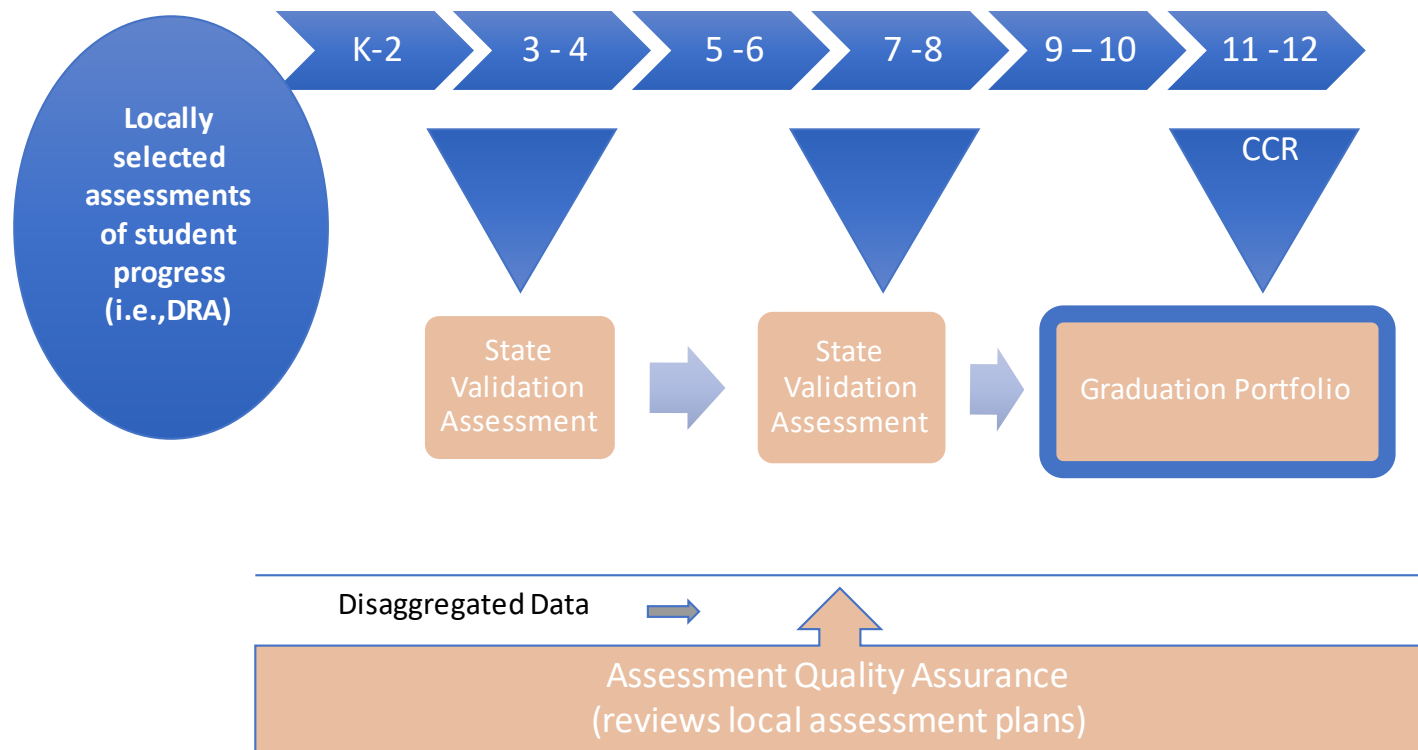 K-2
3 - 4
5 -6
7 -8
9 – 10
11 -12
Locally
selected
assessments
of student
progress
(i.e.,DRA)
CCR
State
Validation
Assessment
State
Validation
Assessment
Graduation Portfolio
Disaggregated Data
Assessment Quality Assurance
(reviews local assessment plans)